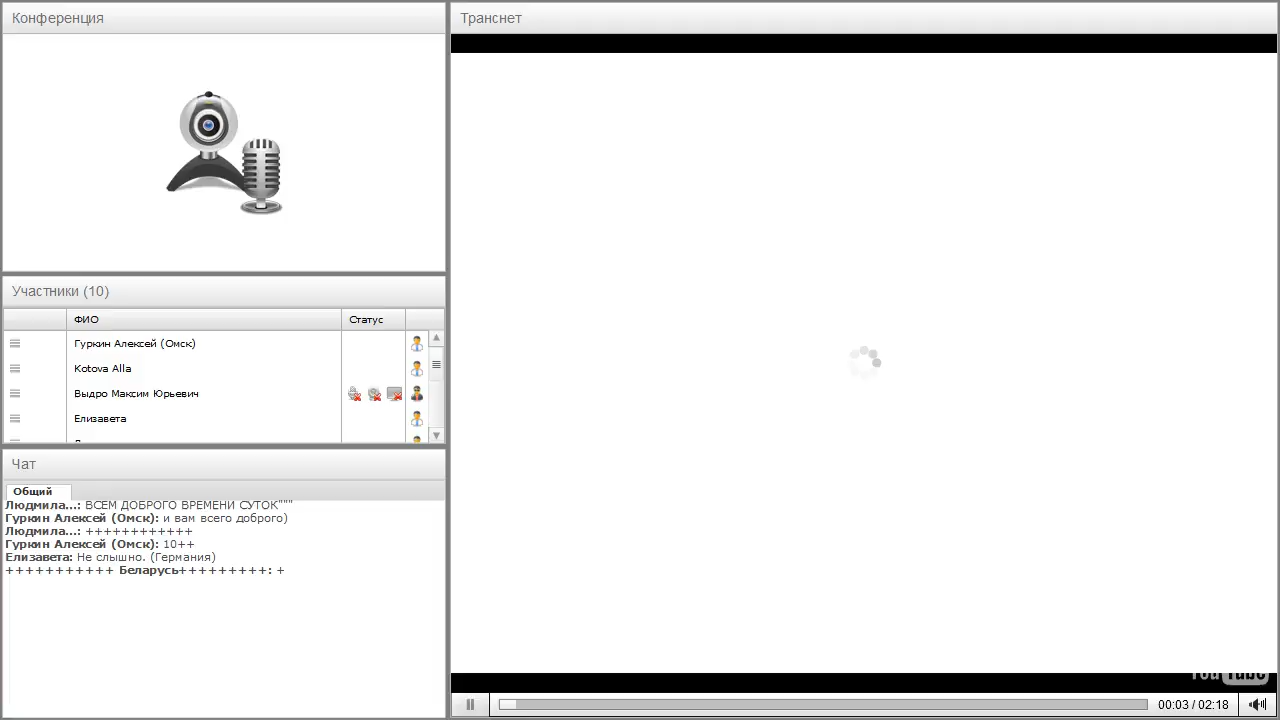 Конференция
Транснет
Участники (10)
ФИО Статус
Гуркин Алексей (Омск)
Kotova Alla
Выдро Максим Юрьевич
Елизавета
Чат
Общий
Людмила...: ВСЕМ ДОБРОГО ВРЕМЕНИ СУТОК"""
Гуркин Алексей (Омск): и вам всего доброго)
Людмила...: ++++++++++++
Гуркин Алексей (Омск): 10++
Елизавета: Не слышно. (Германия)
+++++++++++ Беларусь+++++++++: +
YouTube
00:03 / 02:18